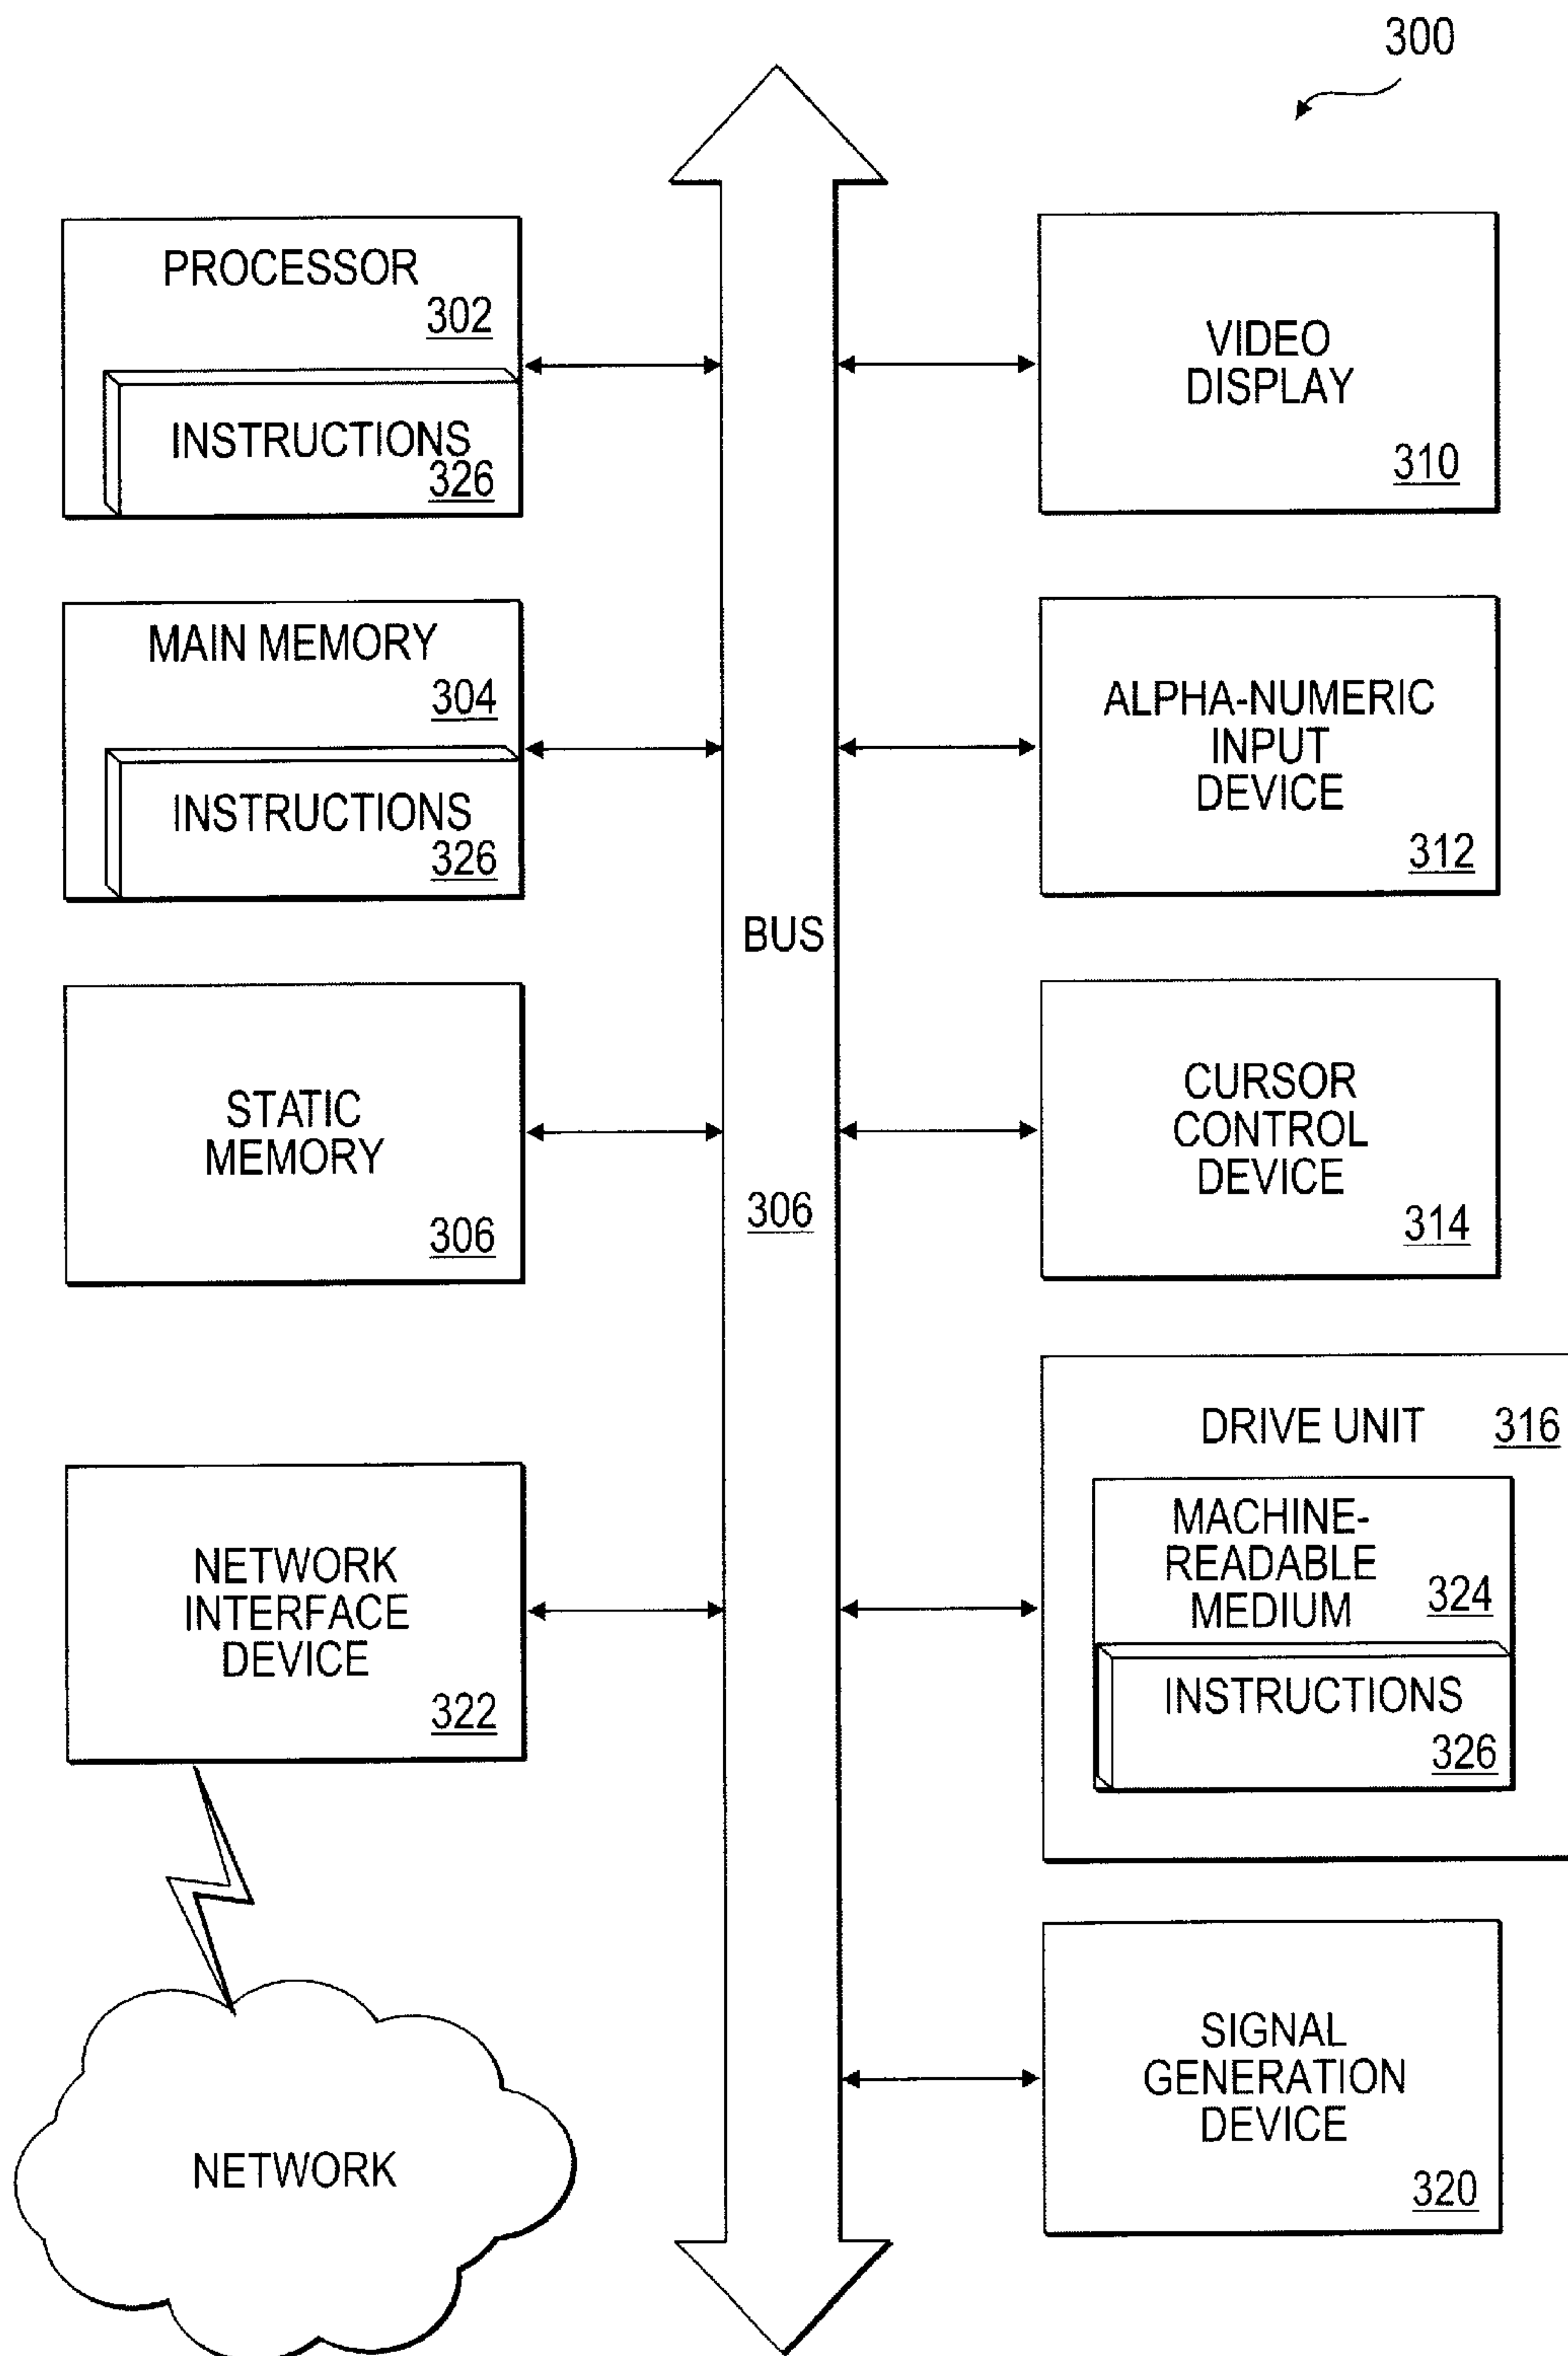 300
PROCESSOR
302
INSTRUCTIONS
326
MAIN MEMORY
304
INSTRUCTIONS
326
STATIC
MEMORY
306
NETWORK
INTERFACE
DEVICE
322
NETWORK
BUS
306
VIDEO
DISPLAY
310
ALPHA-NUMERIC
INPUT
DEVICE
312
CURSOR
CONTROL
DEVICE
314
DRIVE UNIT 316
MACHINE-
READABLE
MEDIUM 324
INSTRUCTIONS
326
SIGNAL
GENERATION
DEVICE
320